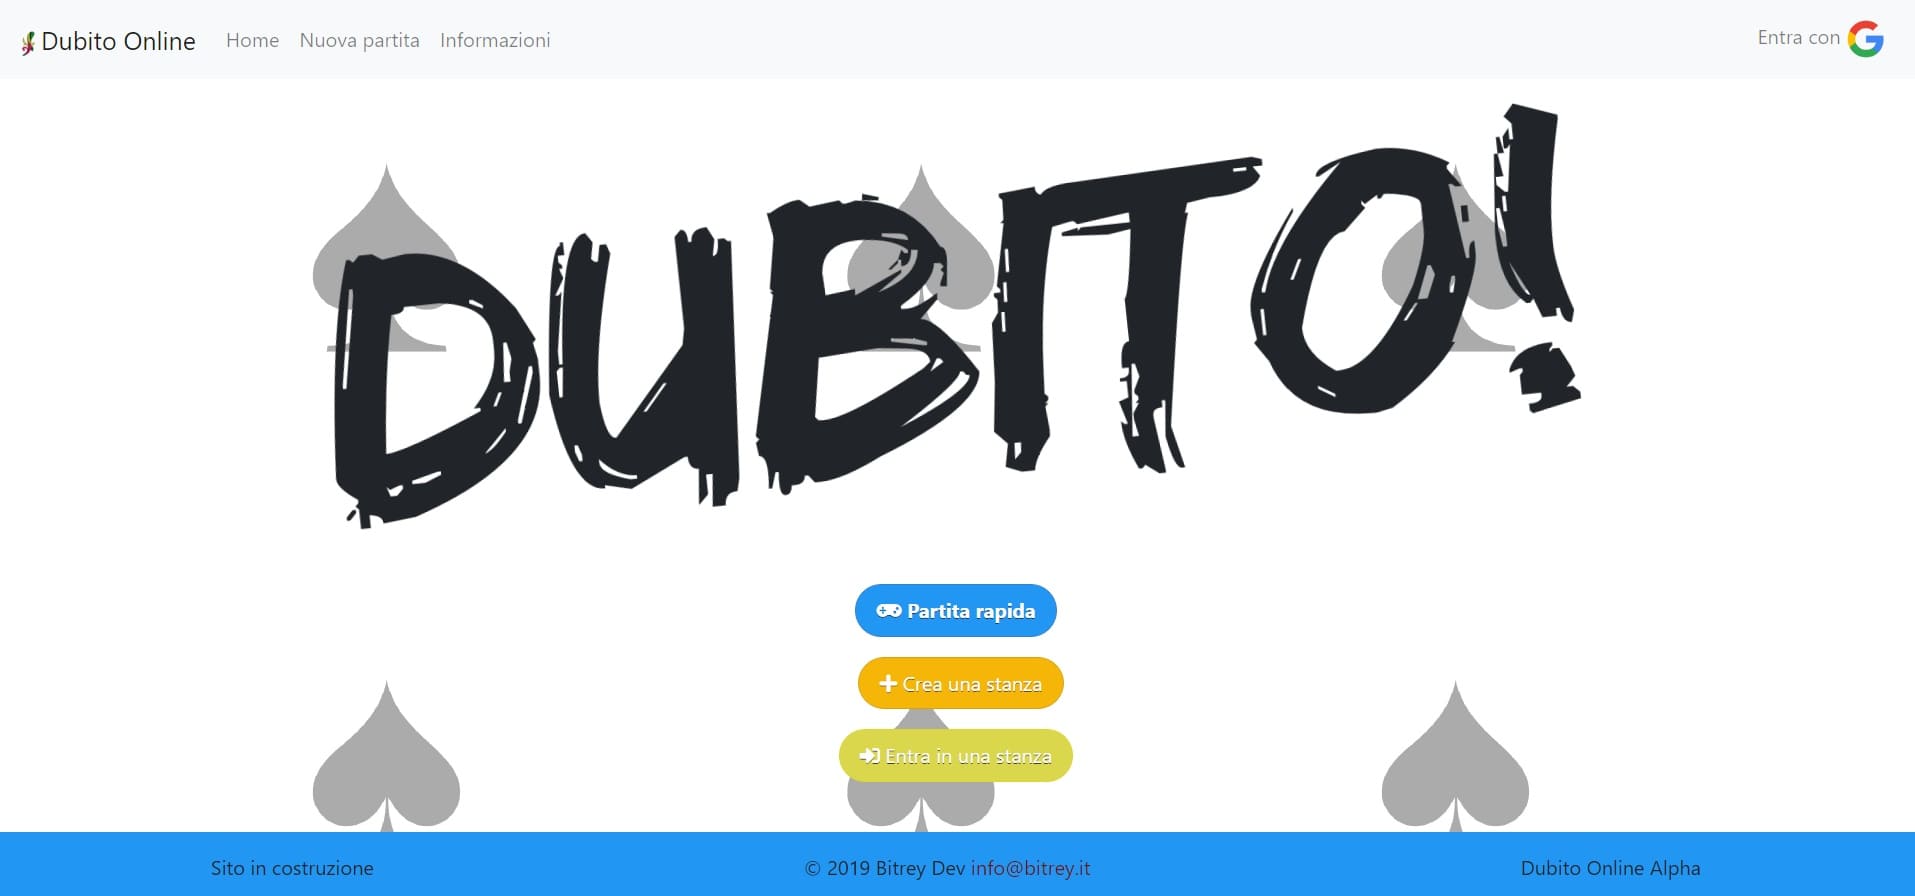 Dubito Online
Home
Nuova partita
Informazioni
Entra con
DUBITO!
Partita rapida
Crea una stanza
Entra in una stanza
Sito in costruzione
© 2019 Bitrey Dev info@bitrey.it
Dubito Online Alpha